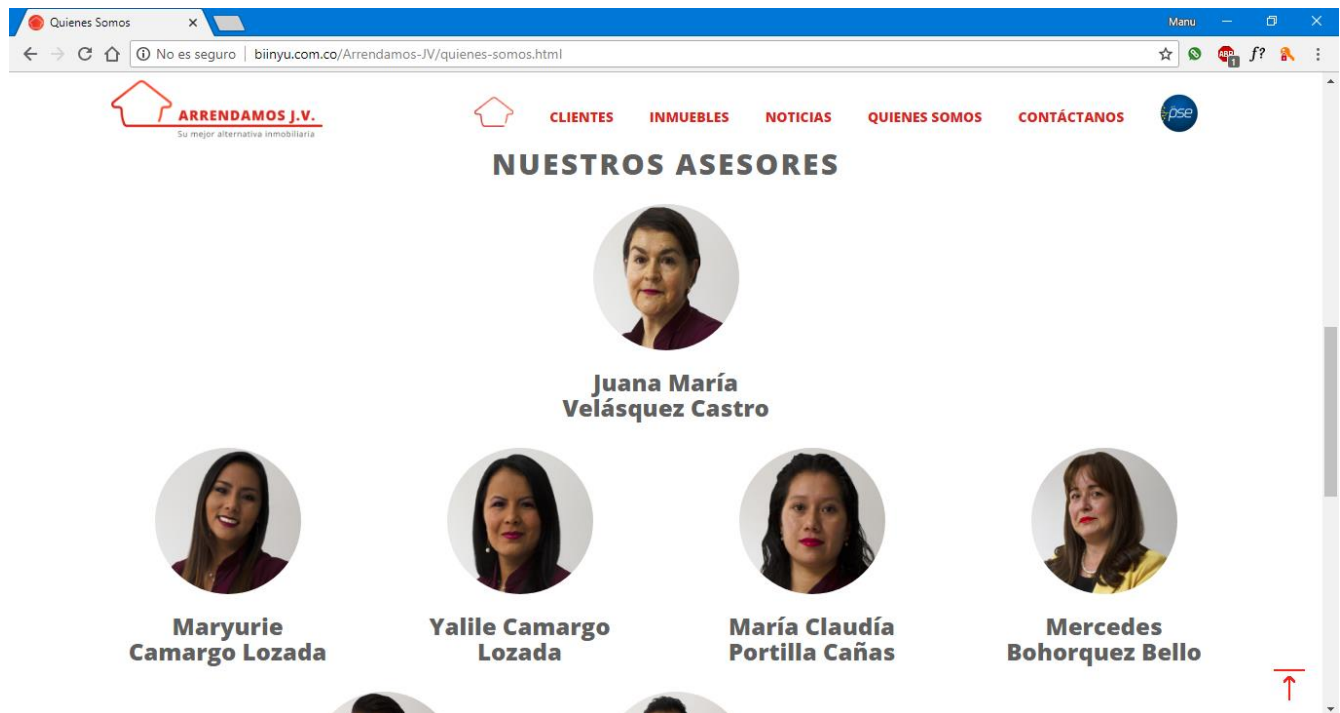 Quienes Somos
Manu
No es seguro | biinyu.com.co/Arrendamos-JV/quienes-somos.html
ABP
1
f?
ARRENDAMOS J.V.
Su mejor alternativa inmobiliaria
CLIENTES INMUEBLES NOTICIAS QUIENES SOMOS CONTÁCTANOS
pse
NUESTROS ASESORES
Juana María
Velásquez Castro
Maryurie
Camargo Lozada
Yalile Camargo
Lozada
María Claudía
Portilla Cañas
Mercedes
Bohorquez Bello